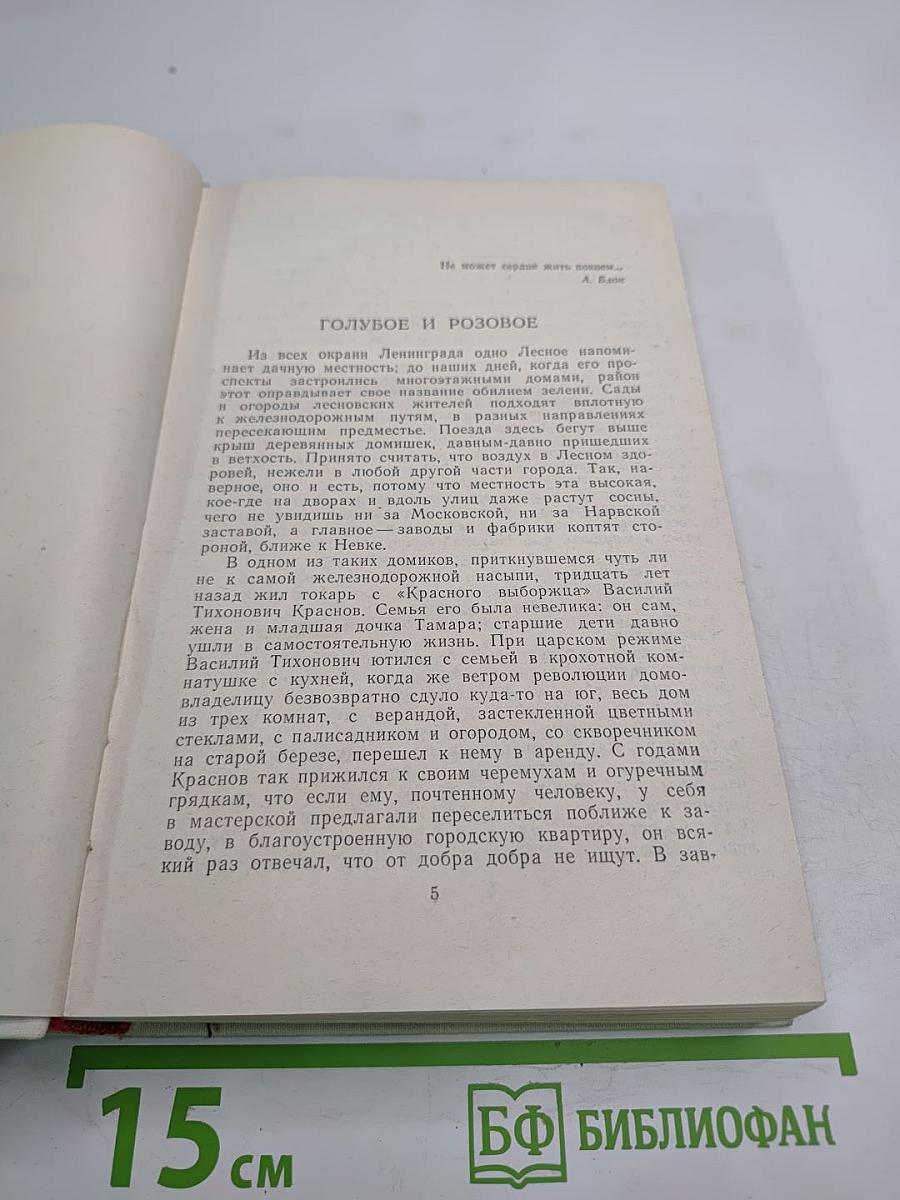 Не может сердце жить покоем...
А. Блок
ГОЛУБОЕ И РОЗОВОЕ
Из всех окраин Ленинграда одно Лесное напоми-
нает дачную местность; до наших дней, когда его про-
спекты застроились многоэтажными домами, район
этот оправдывает свое название обилием зелени. Сады
и огороды лесновских жителей подходят вплотную
к железнодорожным путям, в разных направлениях
пересекающим предместье. Поезда здесь бегут выше
крыш деревянных домишек, давным-давно пришедших
в ветхость. Принято считать, что воздух в Лесном здо-
ровей, нежели в любой другой части города. Так, на-
верное, оно и есть, потому что местность эта высокая,
кое-где на дворах и вдоль улиц даже растут сосны,
чего не увидишь ни за Московской, ни за Нарвской
заставой, а главное — заводы и фабрики коптят сто-
роной, ближе к Невке.
В одном из таких домиков, приткнувшемся чуть ли
не к самой железнодорожной насыпи, тридцать лет
назад жил токарь с «Красного выборжца» Василий
Тихонович Краснов. Семья его была невелика: он сам,
жена и младшая дочка Тамара; старшие дети давно
ушли в самостоятельную жизнь. При царском режиме
Василий Тихонович ютился с семьей в крохотной ком-
натушке с кухней, когда же ветром революции домо-
владелицу безвозвратно сдуло куда-то на юг, весь дом
из трех комнат, с верандой, застекленной цветными
стеклами, с палисадником и огородом, со скворечником
на старой березе, перешел к нему в аренду. С годами
Краснов так прижился к своим черемухам и огуречным
грядкам, что если ему, почтенному человеку, у себя
в мастерской предлагали переселиться поближе к за-
воду, в благоустроенную городскую квартиру, он вся-
кий раз отвечал, что от добра добра не ищут. В зав-
5
15 см
БФ БИБЛИОФАН